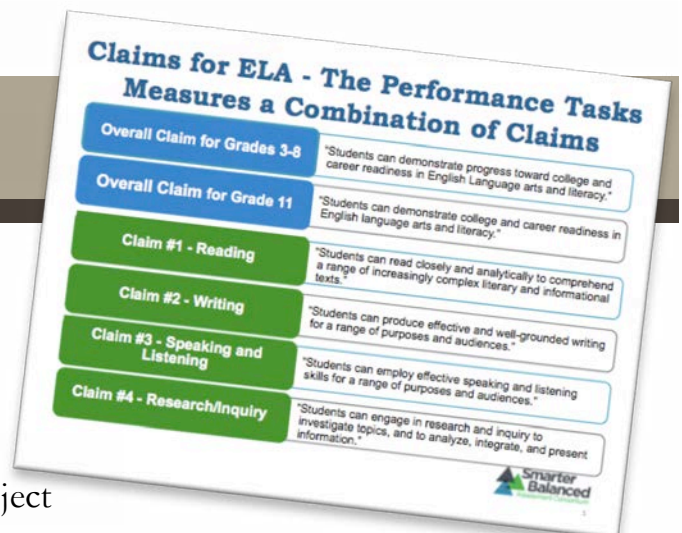 Claims for ELA - The Performance Tasks
Measures a Combination of Claims
Overall Claim for Grades 3-8
"Students can demonstrate progress toward college and
career readiness in English Language arts and literacy."
Overall Claim for Grade 11
"Students can demonstrate college and career readiness in
English language arts and literacy."
Claim #1 - Reading
"Students can read closely and analytically to comprehend
a range of increasingly complex literary and informational
texts."
Claim #2 - Writing
"Students can produce effective and well-grounded writing
for a range of purposes and audiences."
Claim #3 - Speaking and
Listening
"Students can employ effective speaking and listening
skills for a range of purposes and audiences."
Claim #4 - Research/Inquiry
"Students can engage in research and inquiry to
investigate topics, and to analyze, integrate, and present
information."
Smarter
Balanced
Assessment Consortium
ject